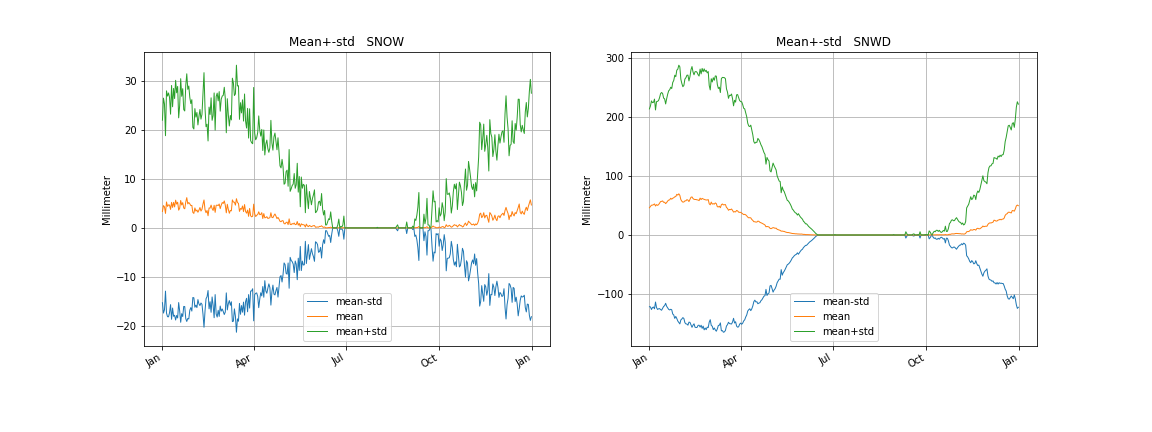 Mean+-std SNOW
Millimeter
30
20
10
0
−10
−20
Jan
Apr
Jul
Oct
Jan
mean-std
mean
mean+std
Mean+-std SNWD
Millimeter
300
200
100
0
−100
Jan
Apr
Jul
Oct
Jan
mean-std
mean
mean+std